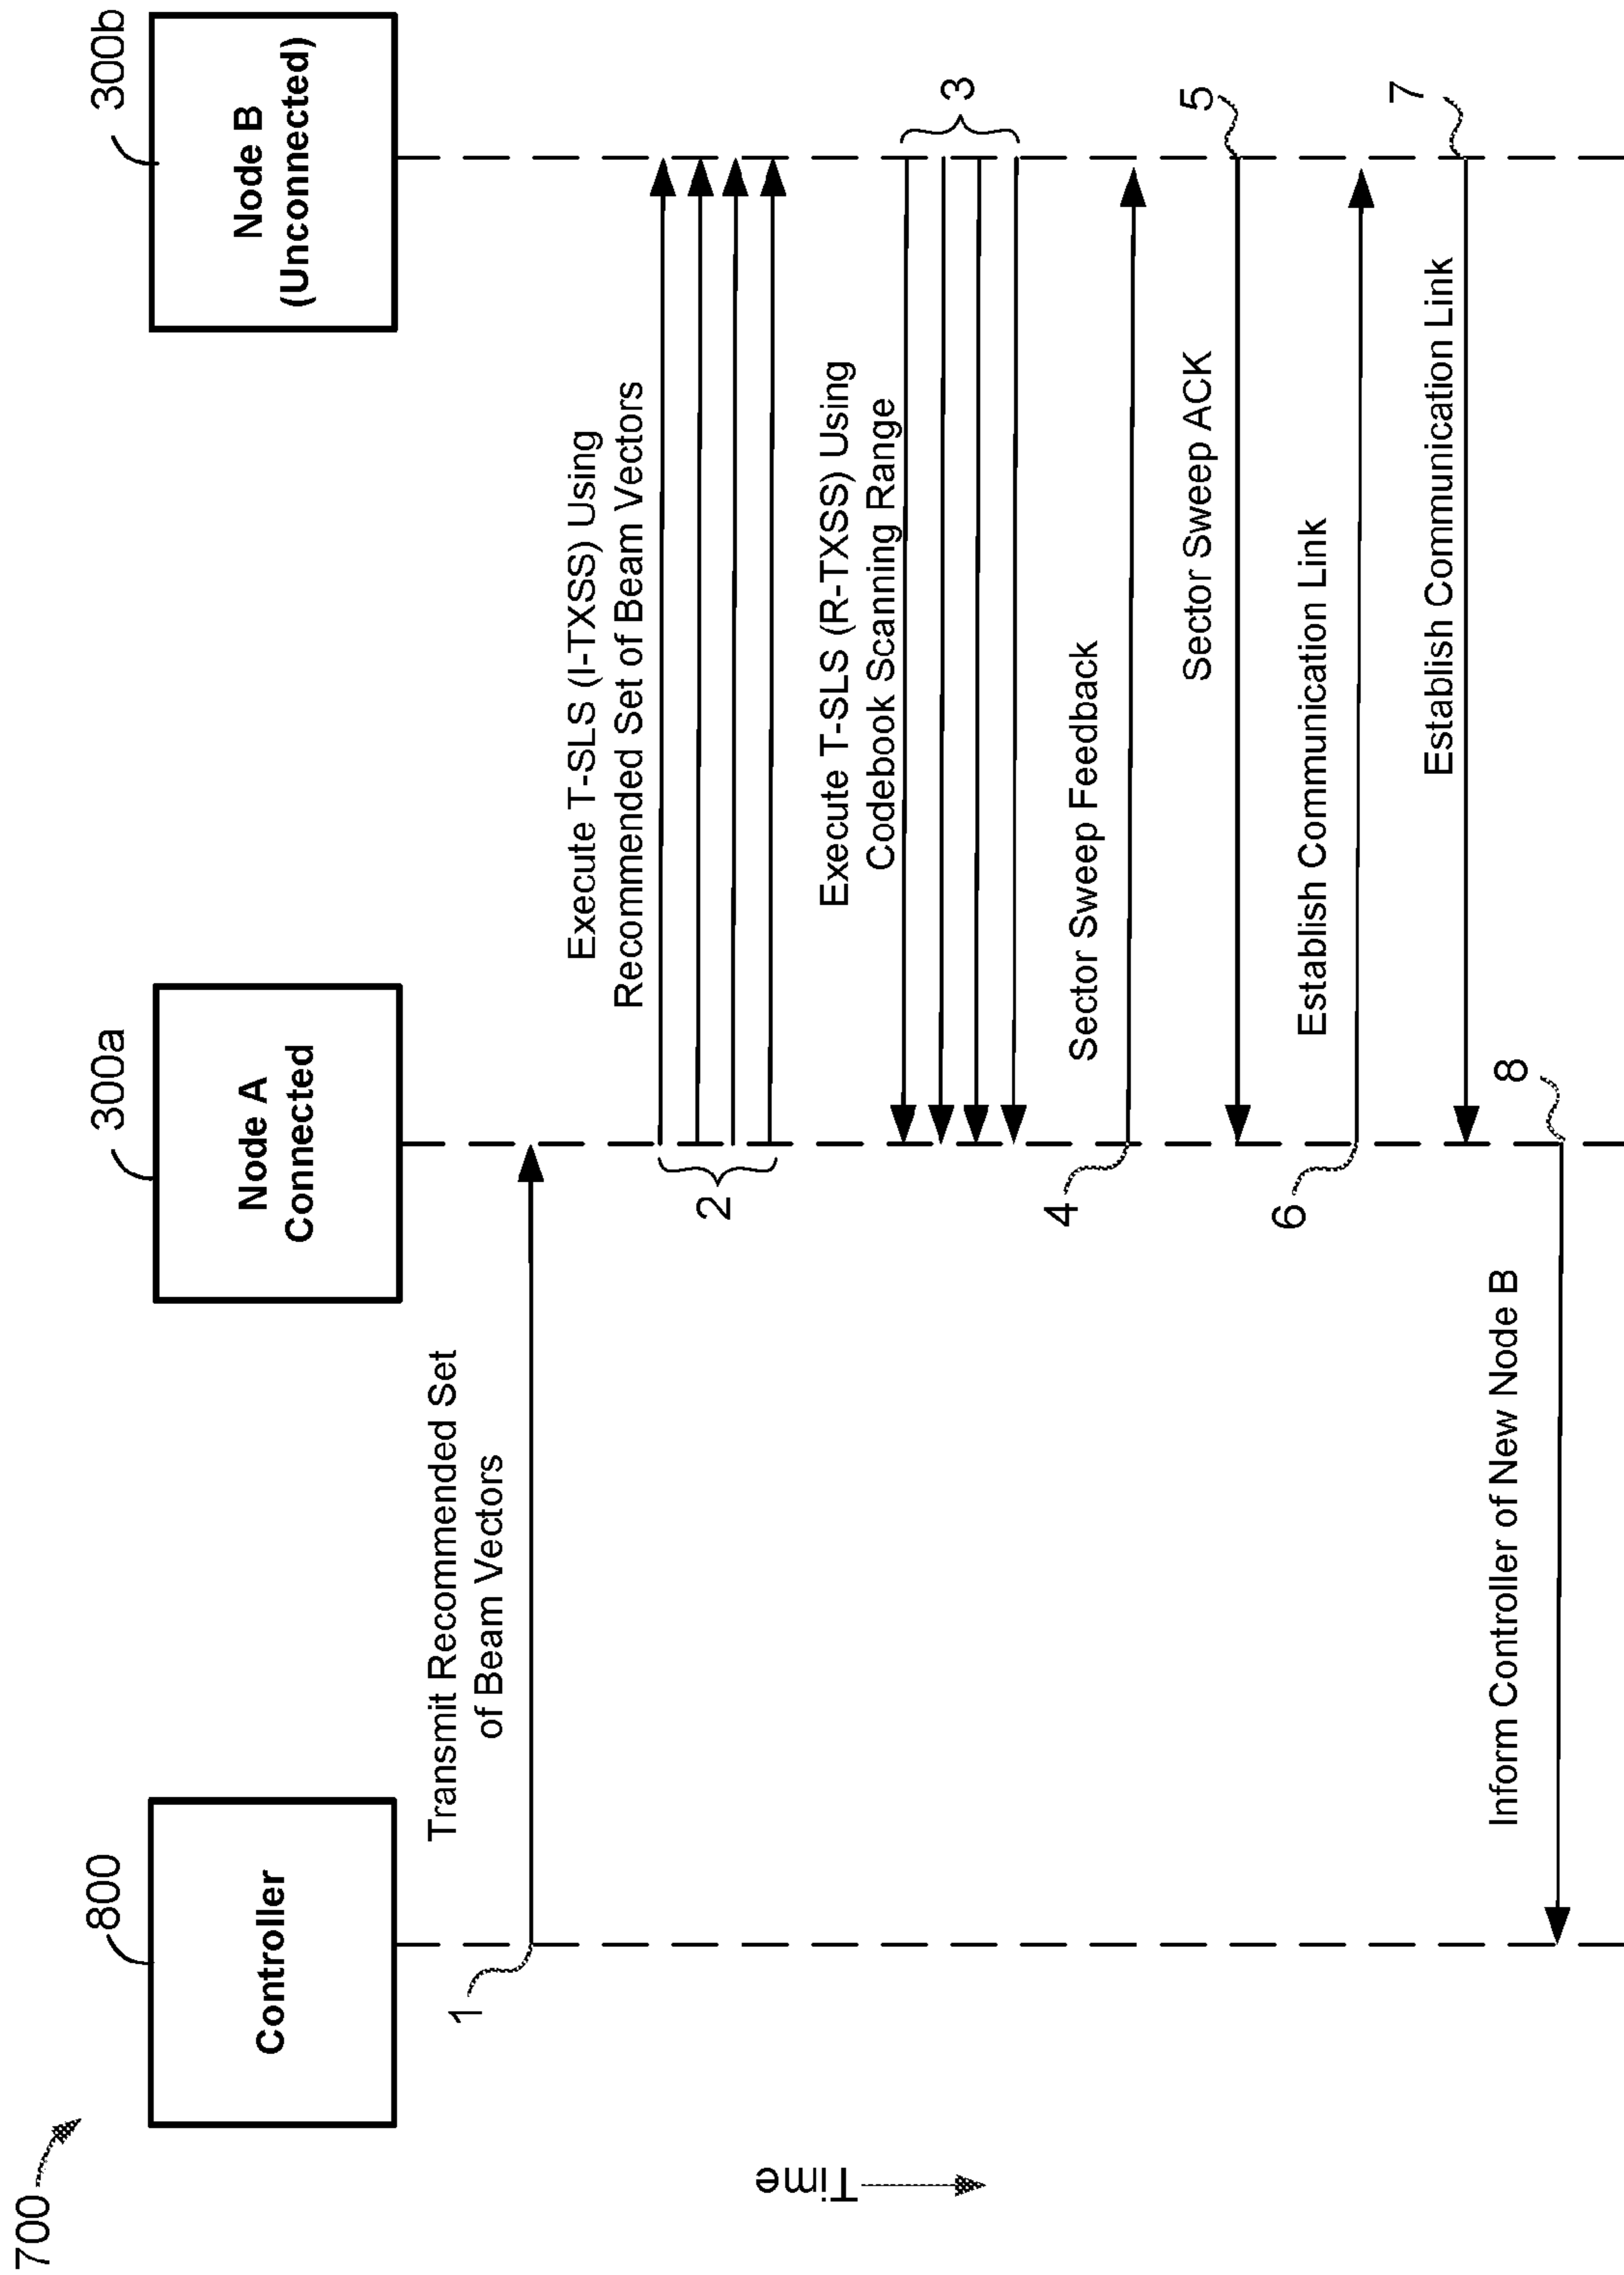 700
800
Controller
300a
Node A
Connected
300b
Node B
(Unconnected)
Time
Transmit Recommended Set
of Beam Vectors
1
Execute T-SLS (I-TXSS) Using
Recommended Set of Beam Vectors
2
Execute T-SLS (R-TXSS) Using
Codebook Scanning Range
3
Sector Sweep Feedback
4
Sector Sweep ACK
5
Establish Communication Link
6
Establish Communication Link
7
Inform Controller of New Node B
8